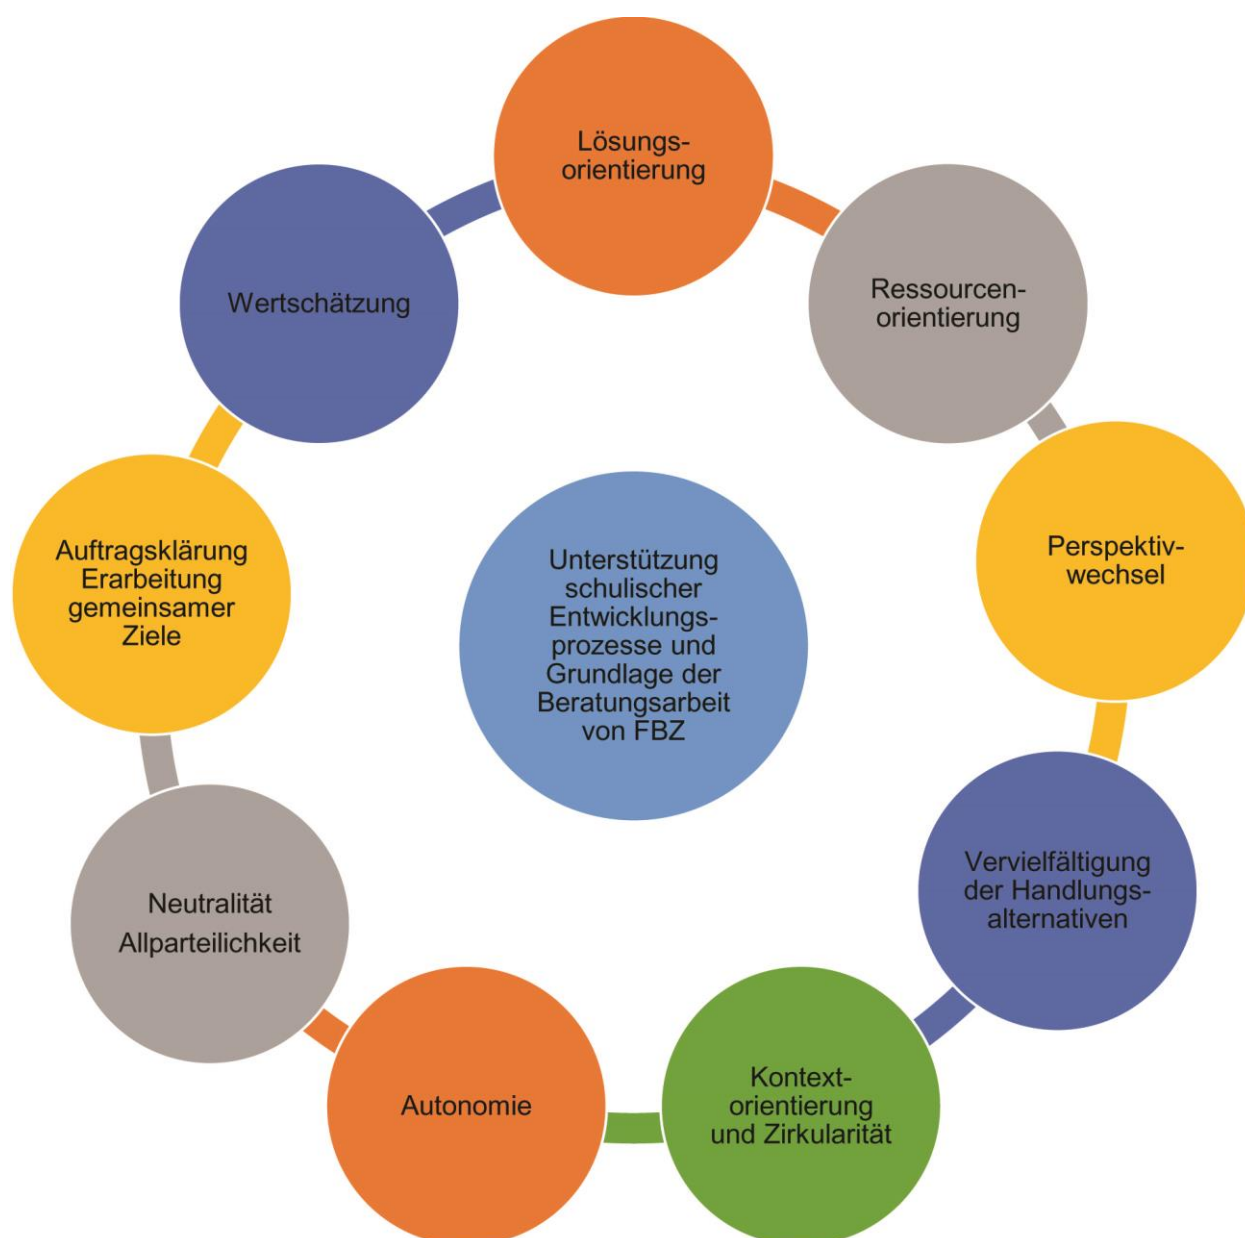 Lösungs-
orientierung
Ressourcen-
orientierung
Perspektiv-
wechsel
Vervielfältigung
der Handlungs-
alternativen
Kontext-
orientierung
und Zirkularität
Autonomie
Neutralität
Allparteilichkeit
Auftragsklärung
Erarbeitung
gemeinsamer
Ziele
Wertschätzung
Unterstützung
schulischer
Entwicklungs-
prozesse und
Grundlage der
Beratungsarbeit
von FBZ